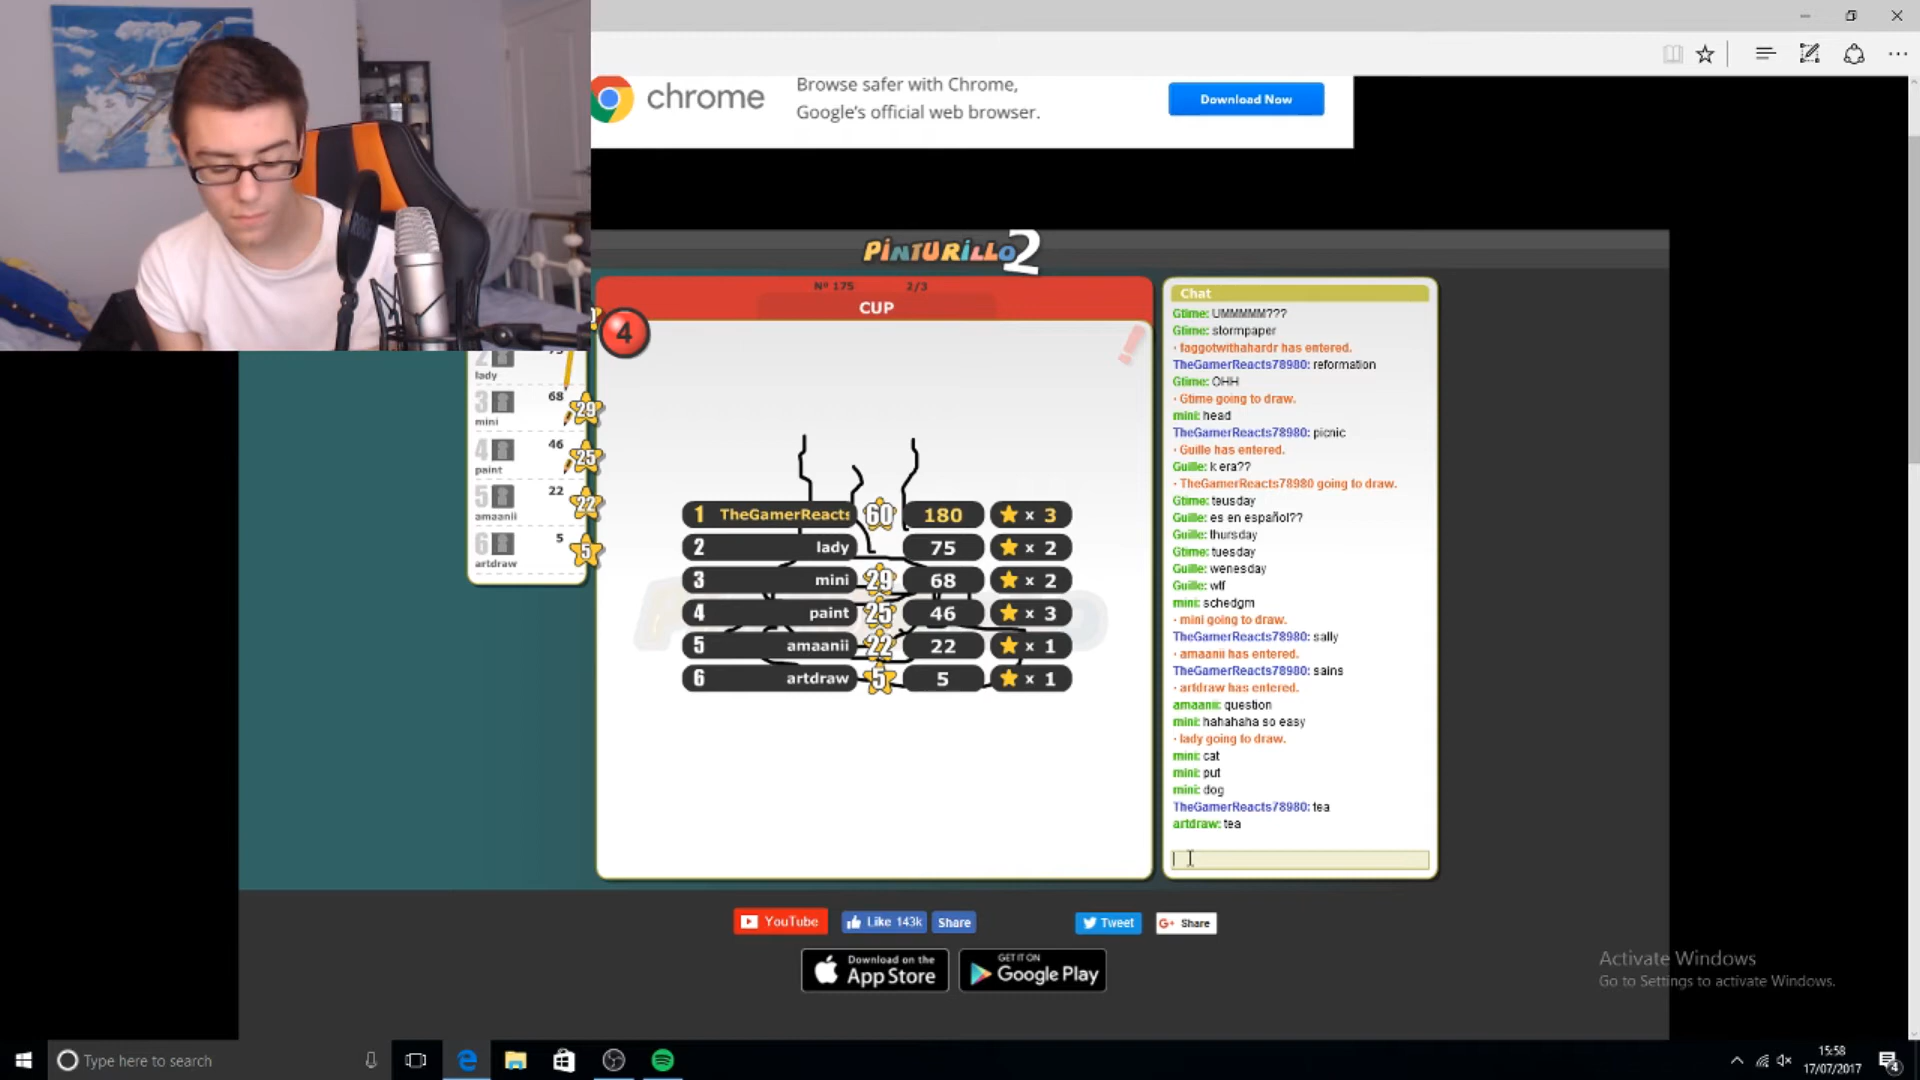 chrome
Browse safer with Chrome,
Google's official web browser.
Download Now
PINTURILLO 2
Nº 175 2/3
CUP
4
lady
3 68 29
mini
4 46 25
paint
5 22 22
amaanii
6 5 5
artdraw
1 TheGamerReacts 60 180 x 3
2 lady 75 x 2
3 mini 29 68 x 2
4 paint 25 46 x 3
5 amaanii 22 22 x 1
6 artdraw 5 5 x 1
Chat
Gtime: UMMMMM???
Gtime: stormpaper
· faggotwithahardr has entered.
TheGamerReacts78980: reformation
Gtime: OHH
· Gtime going to draw.
mini: head
TheGamerReacts78980: picnic
· Guille has entered.
Guille: k era??
· TheGamerReacts78980 going to draw.
Gtime: teusday
Guille: es en español??
Guille: thursday
Gtime: tuesday
Guille: wenesday
Guille: wtf
mini: schedgm
· mini going to draw.
TheGamerReacts78980: sally
· amaanii has entered.
TheGamerReacts78980: sains
· artdraw has entered.
amaanii: question
mini: hahahaha so easy
· lady going to draw.
mini: cat
mini: put
mini: dog
TheGamerReacts78980: tea
artdraw: tea
YouTube
Like 143k
Share
Tweet
G+ Share
Download on the
App Store
GET IT ON
Google Play
Activate Windows
Go to Settings to activate Windows.
Type here to search
15:58
17/07/2017
4